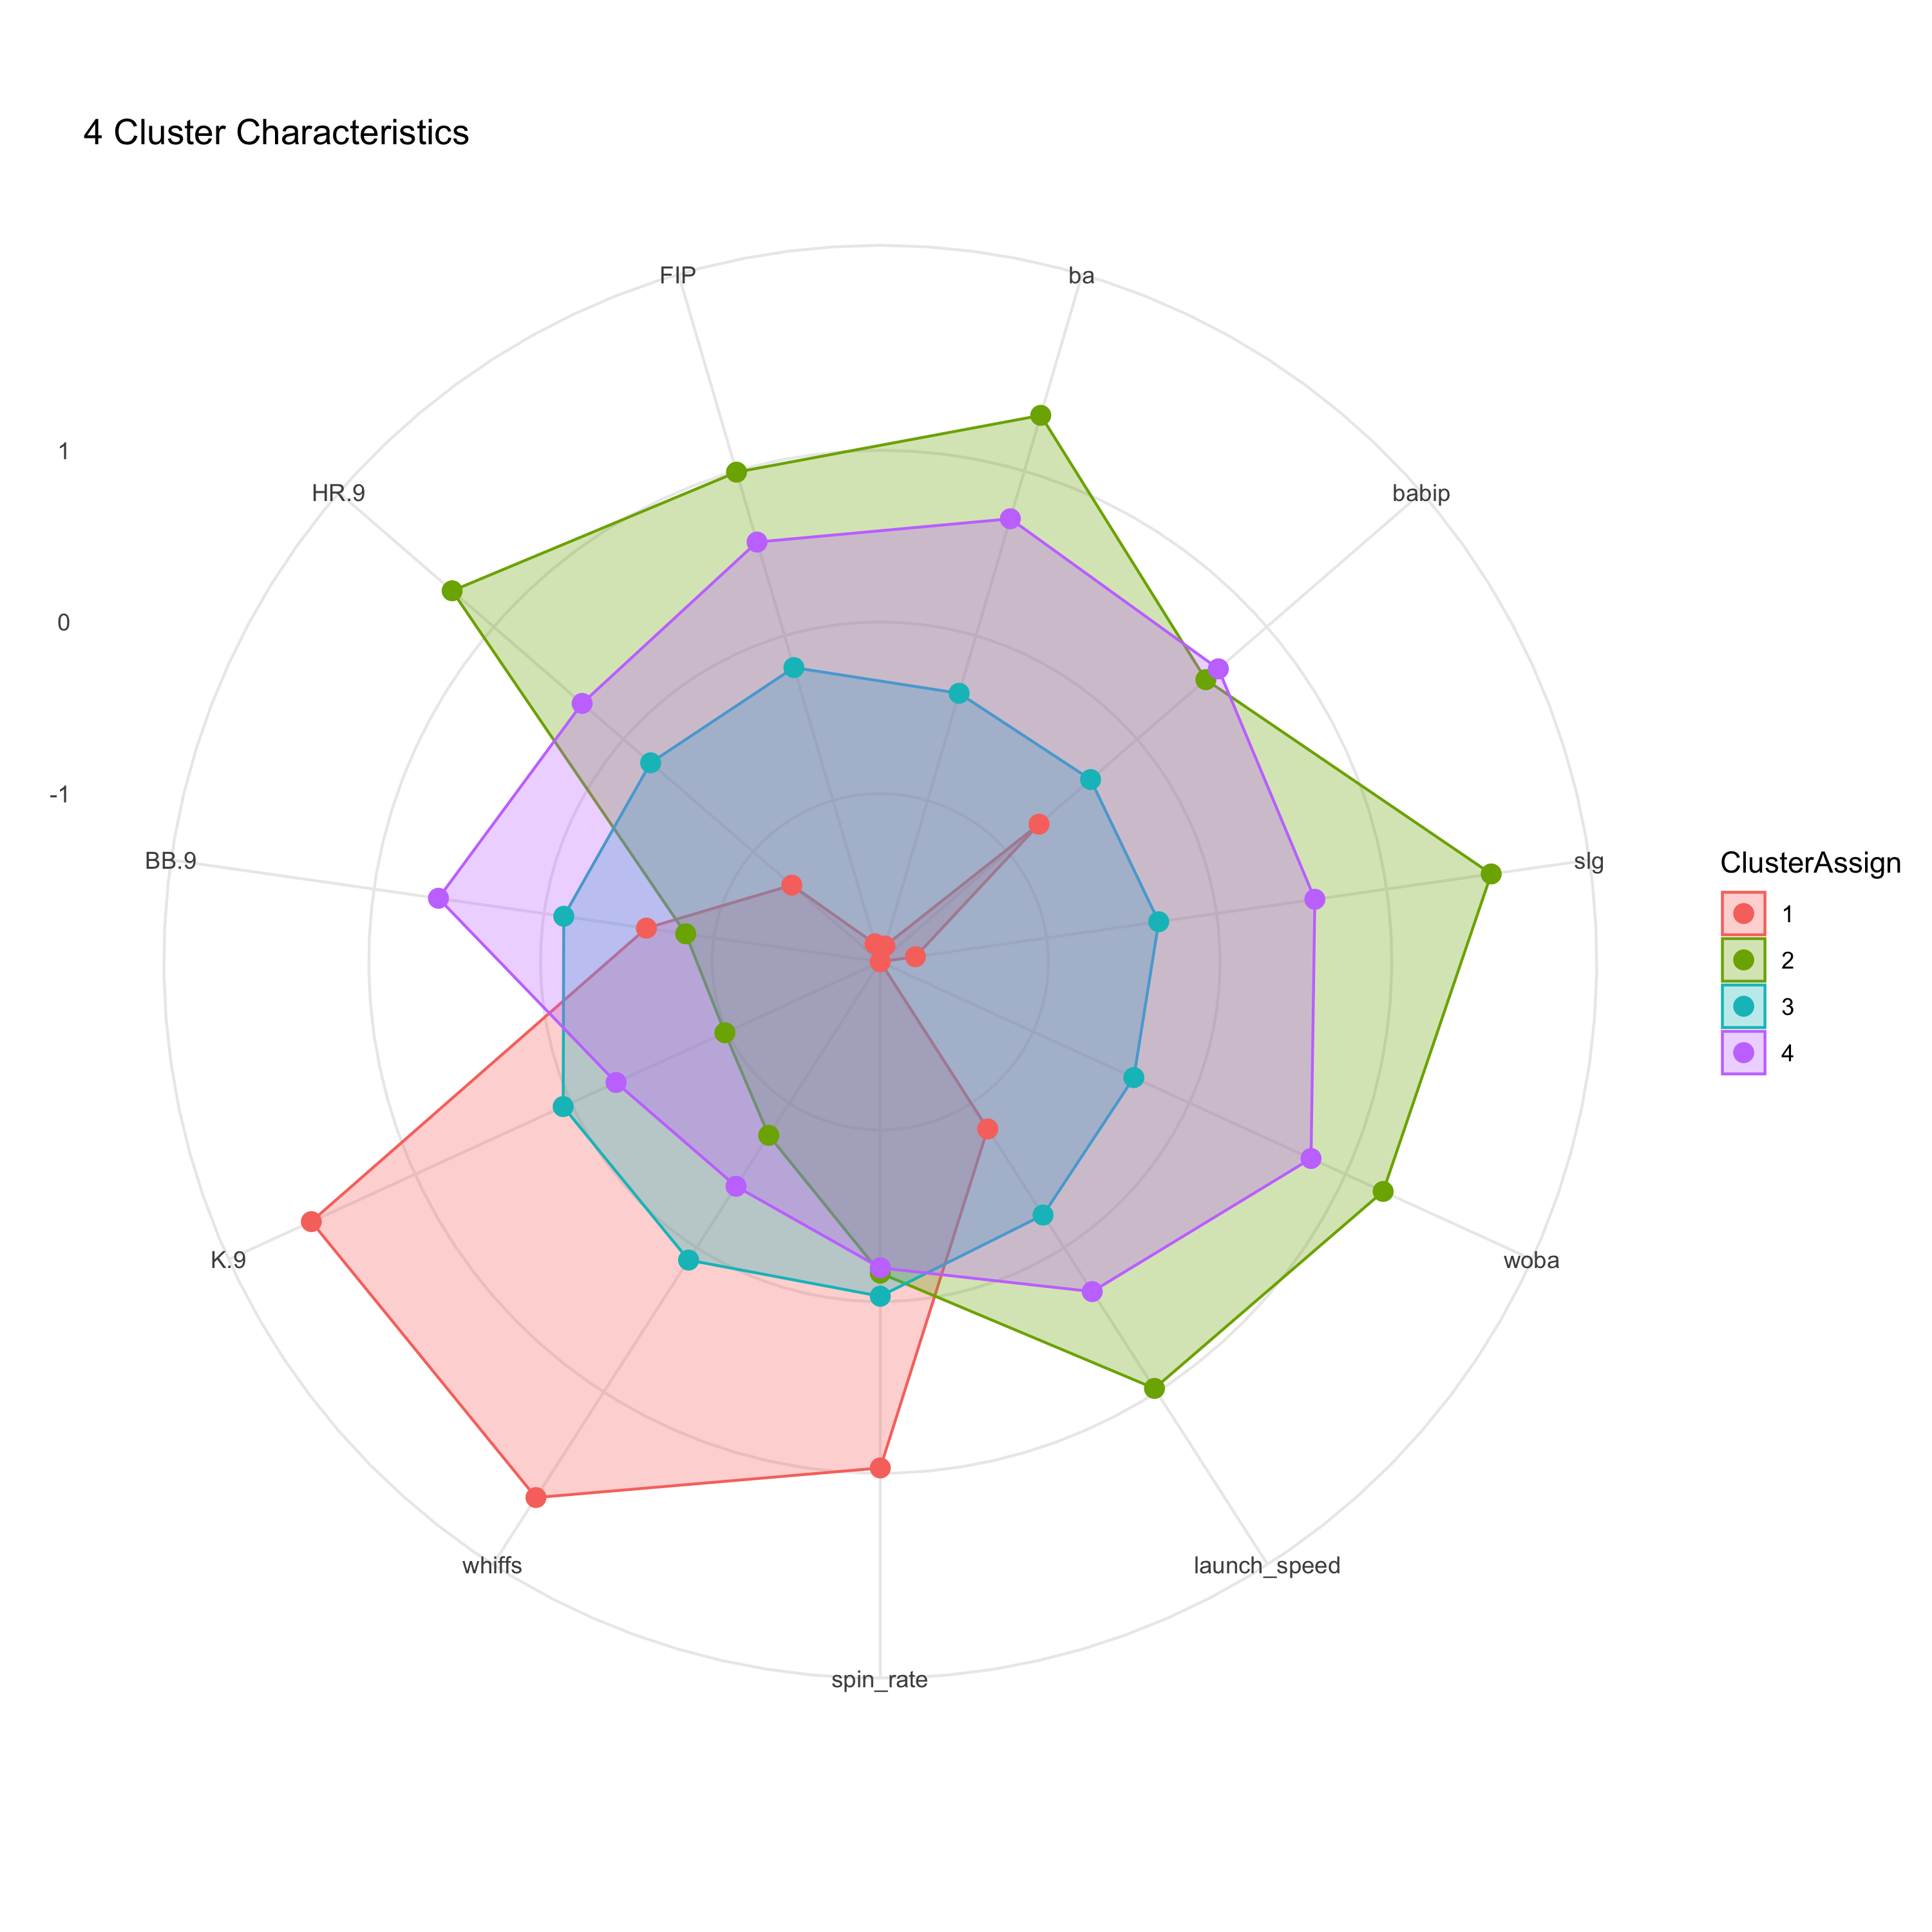 4 Cluster Characteristics
FIP
ba
1
HR.9
babip
0
-1
BB.9
slg
ClusterAssign
1
2
3
4
K.9
woba
whiffs
launch_speed
spin_rate